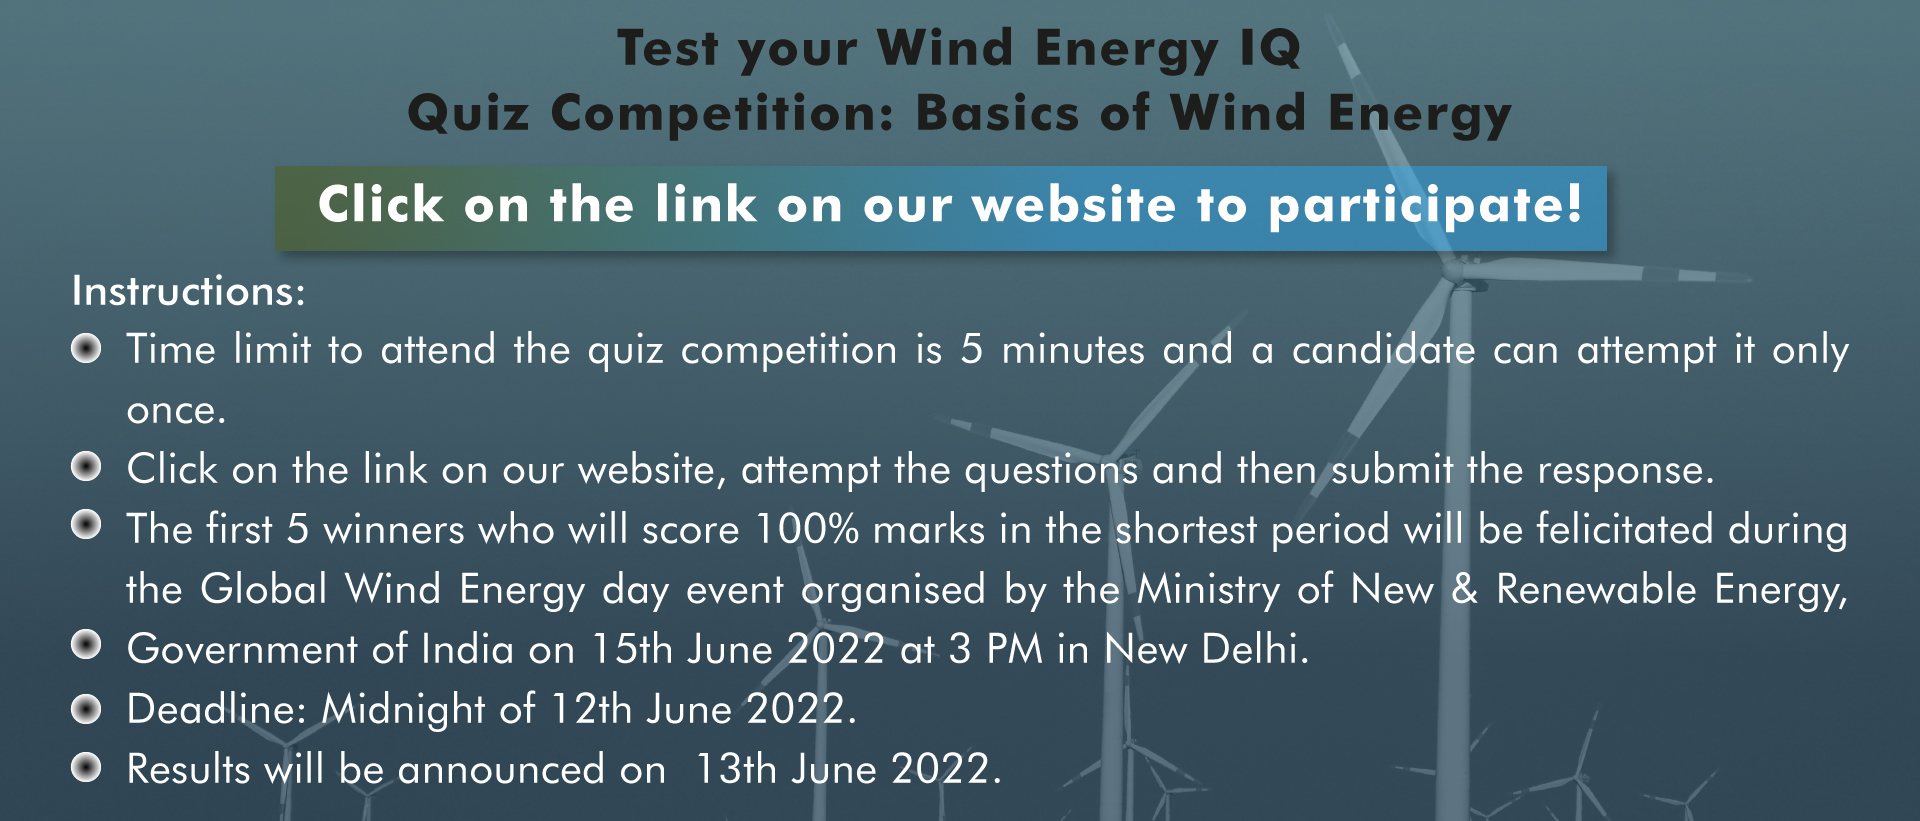 Test your Wind Energy IQ
Quiz Competition: Basics of Wind Energy
Click on the link on our website to participate!
Instructions:
Time limit to attend the quiz competition is 5 minutes and a candidate can attempt it only
once.
Click on the link on our website, attempt the questions and then submit the response.
The first 5 winners who will score 100% marks in the shortest period will be felicitated during
the Global Wind Energy day event organised by the Ministry of New & Renewable Energy,
Government of India on 15th June 2022 at 3 PM in New Delhi.
Deadline: Midnight of 12th June 2022.
Results will be announced on  13th June 2022.